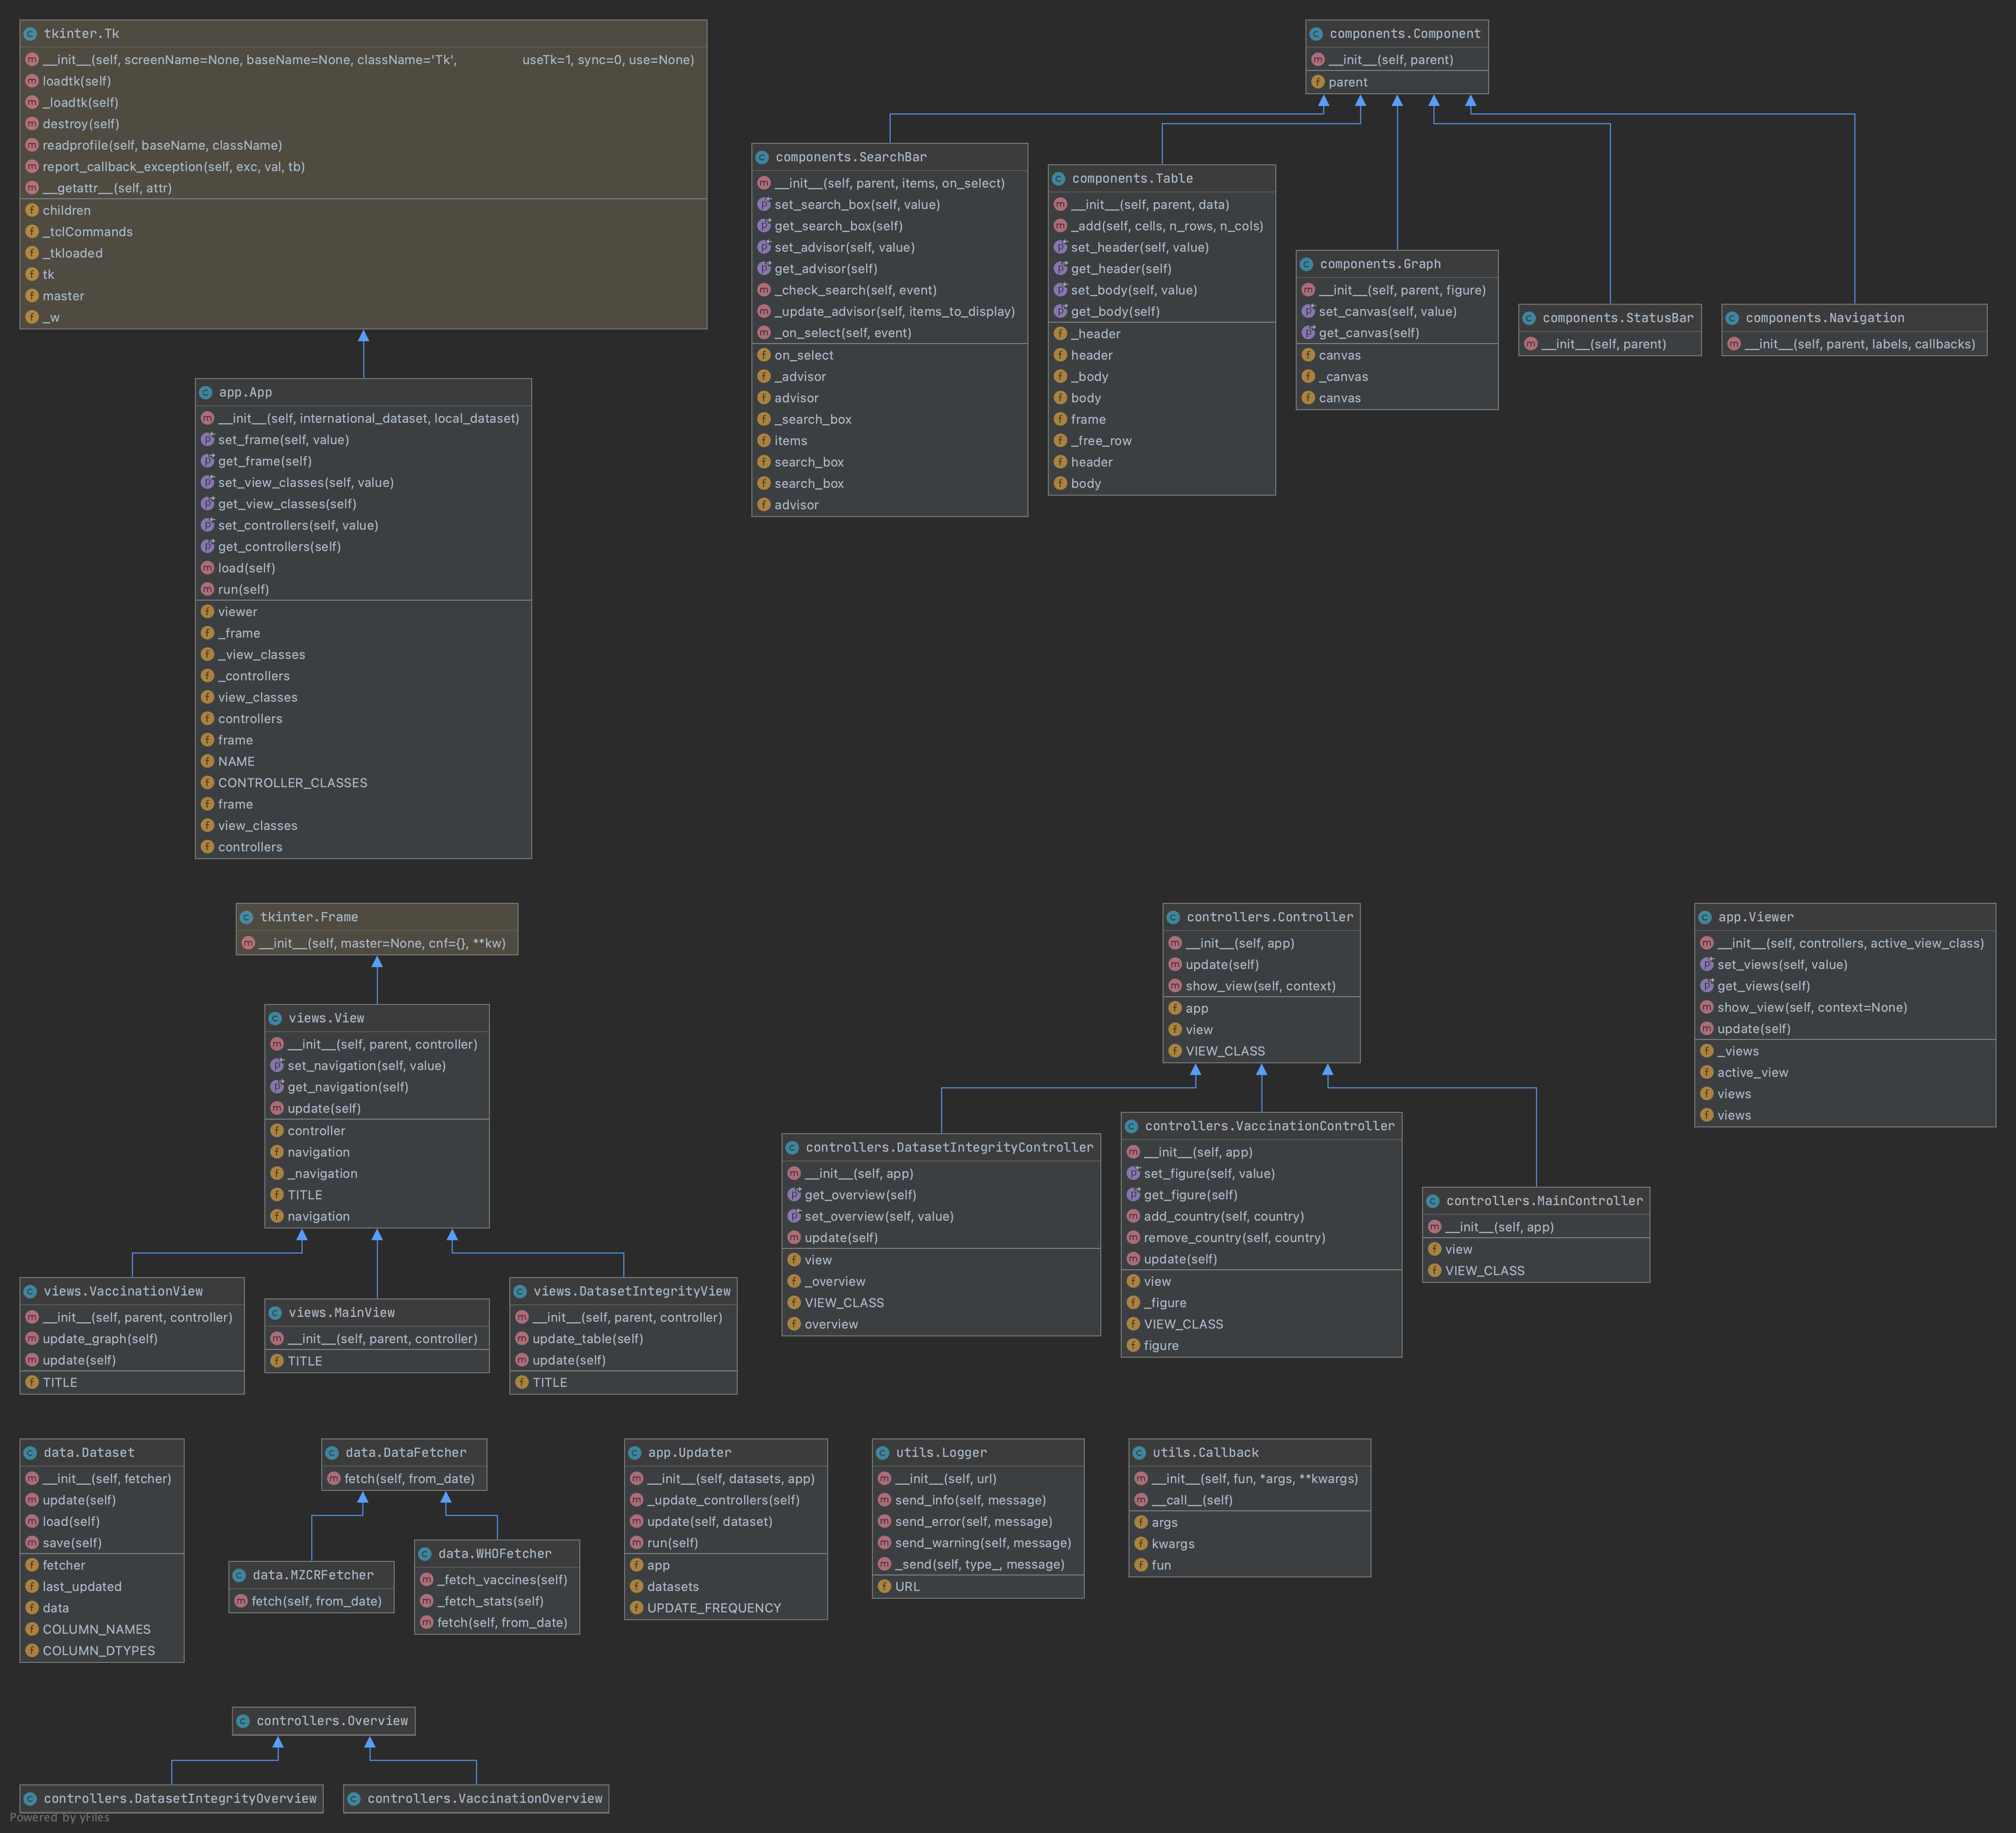 tkinter.Tk
__init__(self, screenName=None, baseName=None, className='Tk', useTk=1, sync=0, use=None)
loadtk(self)
_loadtk(self)
destroy(self)
readprofile(self, baseName, className)
report_callback_exception(self, exc, val, tb)
__getattr__(self, attr)
children
_tclCommands
_tkloaded
tk
master
_w
app.App
__init__(self, international_dataset, local_dataset)
set_frame(self, value)
get_frame(self)
set_view_classes(self, value)
get_view_classes(self)
set_controllers(self, value)
get_controllers(self)
load(self)
run(self)
viewer
_frame
_view_classes
_controllers
view_classes
controllers
frame
NAME
CONTROLLER_CLASSES
frame
view_classes
controllers
components.Component
__init__(self, parent)
parent
components.SearchBar
__init__(self, parent, items, on_select)
set_search_box(self, value)
get_search_box(self)
set_advisor(self, value)
get_advisor(self)
_check_search(self, event)
_update_advisor(self, items_to_display)
_on_select(self, event)
on_select
_advisor
advisor
_search_box
items
search_box
search_box
advisor
components.Table
__init__(self, parent, data)
_add(self, cells, n_rows, n_cols)
set_header(self, value)
get_header(self)
set_body(self, value)
get_body(self)
_header
header
_body
body
frame
_free_row
header
body
components.Graph
__init__(self, parent, figure)
set_canvas(self, value)
get_canvas(self)
canvas
_canvas
canvas
components.StatusBar
__init__(self, parent)
components.Navigation
__init__(self, parent, labels, callbacks)
tkinter.Frame
__init__(self, master=None, cnf={}, **kw)
views.View
__init__(self, parent, controller)
set_navigation(self, value)
get_navigation(self)
update(self)
controller
navigation
_navigation
TITLE
navigation
views.VaccinationView
__init__(self, parent, controller)
update_graph(self)
update(self)
TITLE
views.MainView
__init__(self, parent, controller)
TITLE
views.DatasetIntegrityView
__init__(self, parent, controller)
update_table(self)
update(self)
TITLE
controllers.Controller
__init__(self, app)
update(self)
show_view(self, context)
app
view
VIEW_CLASS
controllers.DatasetIntegrityController
__init__(self, app)
get_overview(self)
set_overview(self, value)
update(self)
view
_overview
VIEW_CLASS
overview
controllers.VaccinationController
__init__(self, app)
set_figure(self, value)
get_figure(self)
add_country(self, country)
remove_country(self, country)
update(self)
view
_figure
VIEW_CLASS
figure
controllers.MainController
__init__(self, app)
view
VIEW_CLASS
app.Viewer
__init__(self, controllers, active_view_class)
set_views(self, value)
get_views(self)
show_view(self, context=None)
update(self)
_views
active_view
views
views
data.Dataset
__init__(self, fetcher)
update(self)
load(self)
save(self)
fetcher
last_updated
data
COLUMN_NAMES
COLUMN_DTYPES
data.DataFetcher
fetch(self, from_date)
data.MZCRFetcher
fetch(self, from_date)
data.WHOFetcher
_fetch_vaccines(self)
_fetch_stats(self)
fetch(self, from_date)
app.Updater
__init__(self, datasets, app)
_update_controllers(self)
update(self, dataset)
run(self)
app
datasets
UPDATE_FREQUENCY
utils.Logger
__init__(self, url)
send_info(self, message)
send_error(self, message)
send_warning(self, message)
_send(self, type_, message)
URL
utils.Callback
__init__(self, fun, *args, **kwargs)
__call__(self)
args
kwargs
fun
controllers.Overview
controllers.DatasetIntegrityOverview
controllers.VaccinationOverview
Powered by yFiles